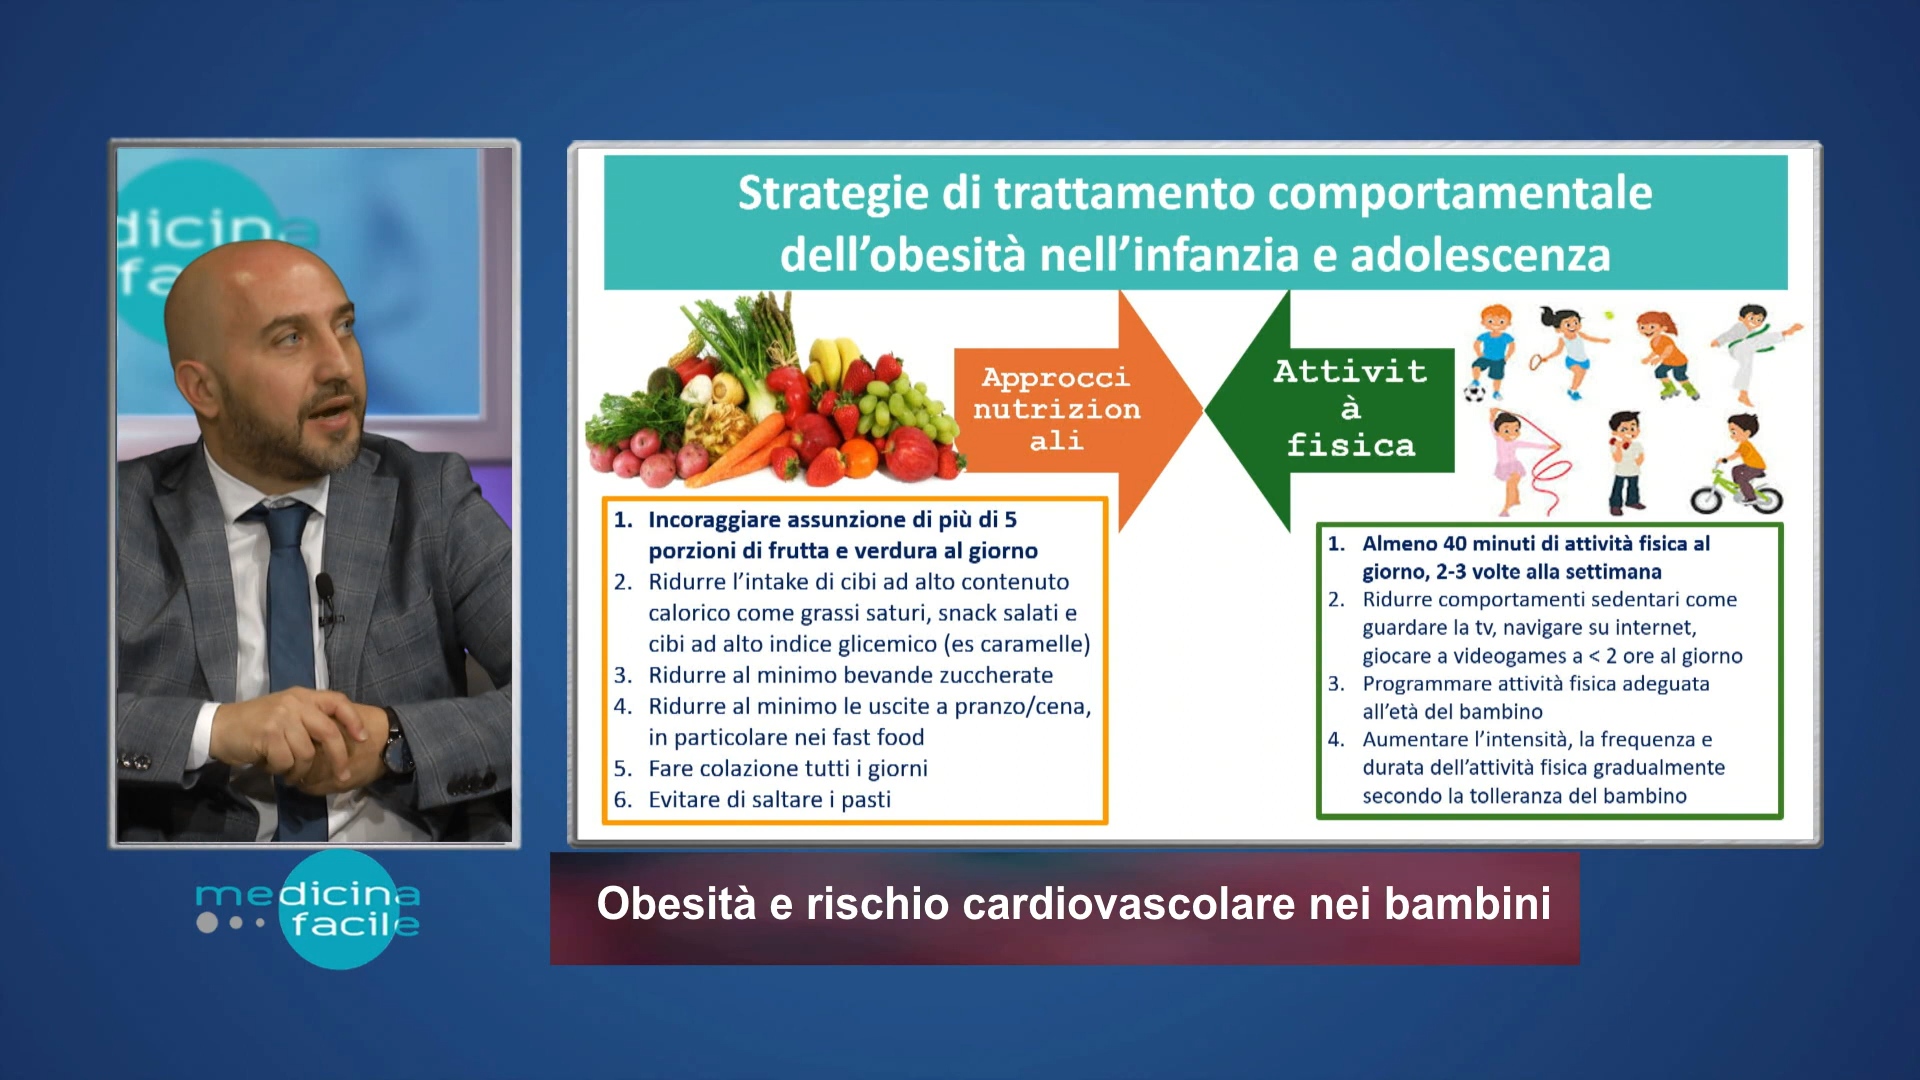 dicina
fa
Strategie di trattamento comportamentale
dell’obesità nell’infanzia e adolescenza
Approcci
nutrizion
ali
Attivit
à
fisica
1. Incoraggiare assunzione di più di 5
porzioni di frutta e verdura al giorno
2. Ridurre l’intake di cibi ad alto contenuto
calorico come grassi saturi, snack salati e
cibi ad alto indice glicemico (es caramelle)
3. Ridurre al minimo bevande zuccherate
4. Ridurre al minimo le uscite a pranzo/cena,
in particolare nei fast food
5. Fare colazione tutti i giorni
6. Evitare di saltare i pasti
1. Almeno 40 minuti di attività fisica al
giorno, 2-3 volte alla settimana
2. Ridurre comportamenti sedentari come
guardare la tv, navigare su internet,
giocare a videogames a < 2 ore al giorno
3. Programmare attività fisica adeguata
all’età del bambino
4. Aumentare l’intensità, la frequenza e
durata dell’attività fisica gradualmente
secondo la tolleranza del bambino
medicina
facile
Obesità e rischio cardiovascolare nei bambini